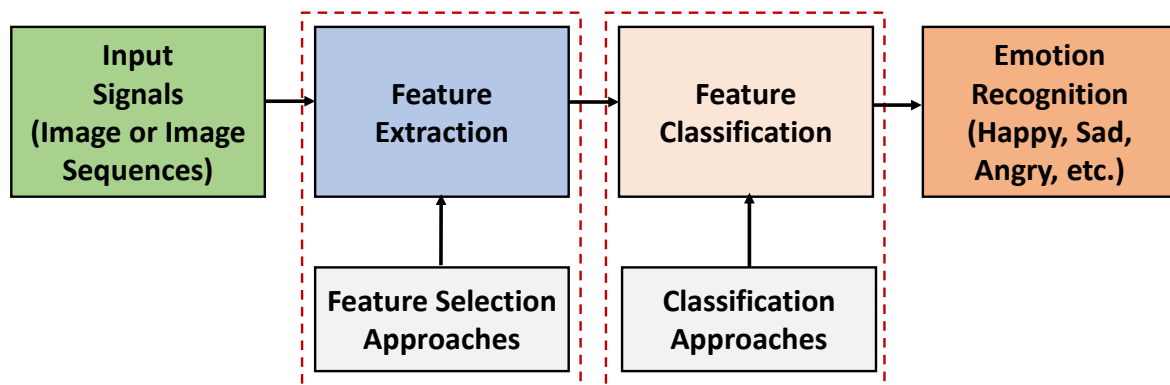 Input
Signals
(Image or Image
Sequences)
Feature
Extraction
Feature
Classification
Emotion
Recognition
(Happy, Sad,
Angry, etc.)
Feature Selection
Approaches
Classification
Approaches